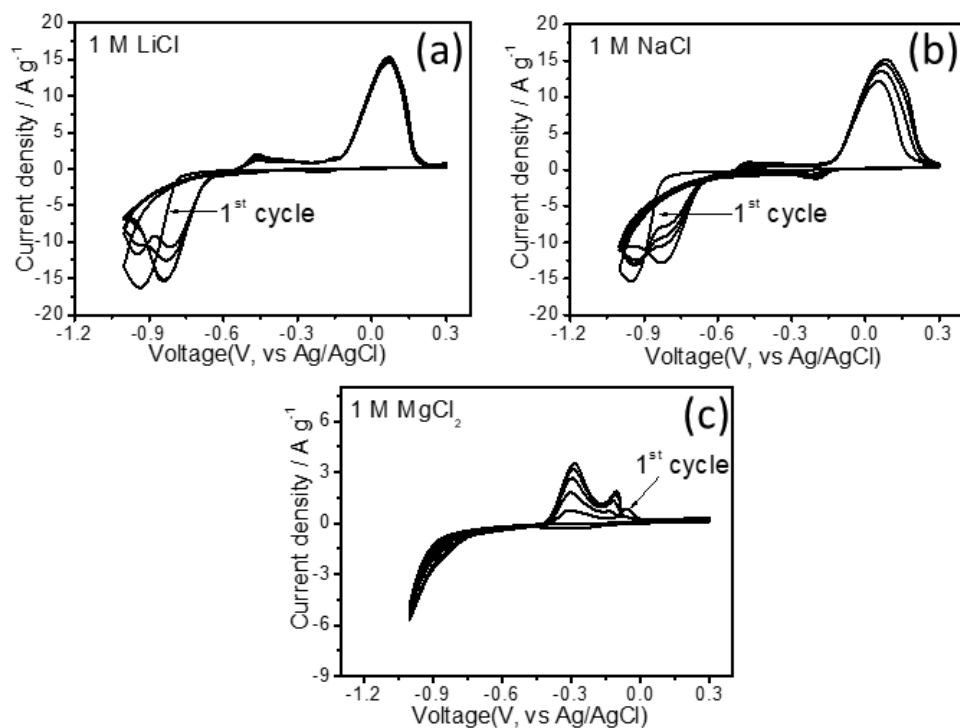 1 M LiCl
(a)
Current density / A g⁻¹
20
15
10
5
0
-5
-10
-15
-20
1st cycle
-1.2 -0.9 -0.6 -0.3 0.0 0.3
Voltage(V, vs Ag/AgCl)
1 M NaCl
(b)
Current density / A g⁻¹
20
15
10
5
0
-5
-10
-15
-20
1st cycle
-1.2 -0.9 -0.6 -0.3 0.0 0.3
Voltage(V, vs Ag/AgCl)
1 M MgCl₂
(c)
Current density / A g⁻¹
6
3
0
-3
-6
-9
1st cycle
-1.2 -0.9 -0.6 -0.3 0.0 0.3
Voltage(V, vs Ag/AgCl)